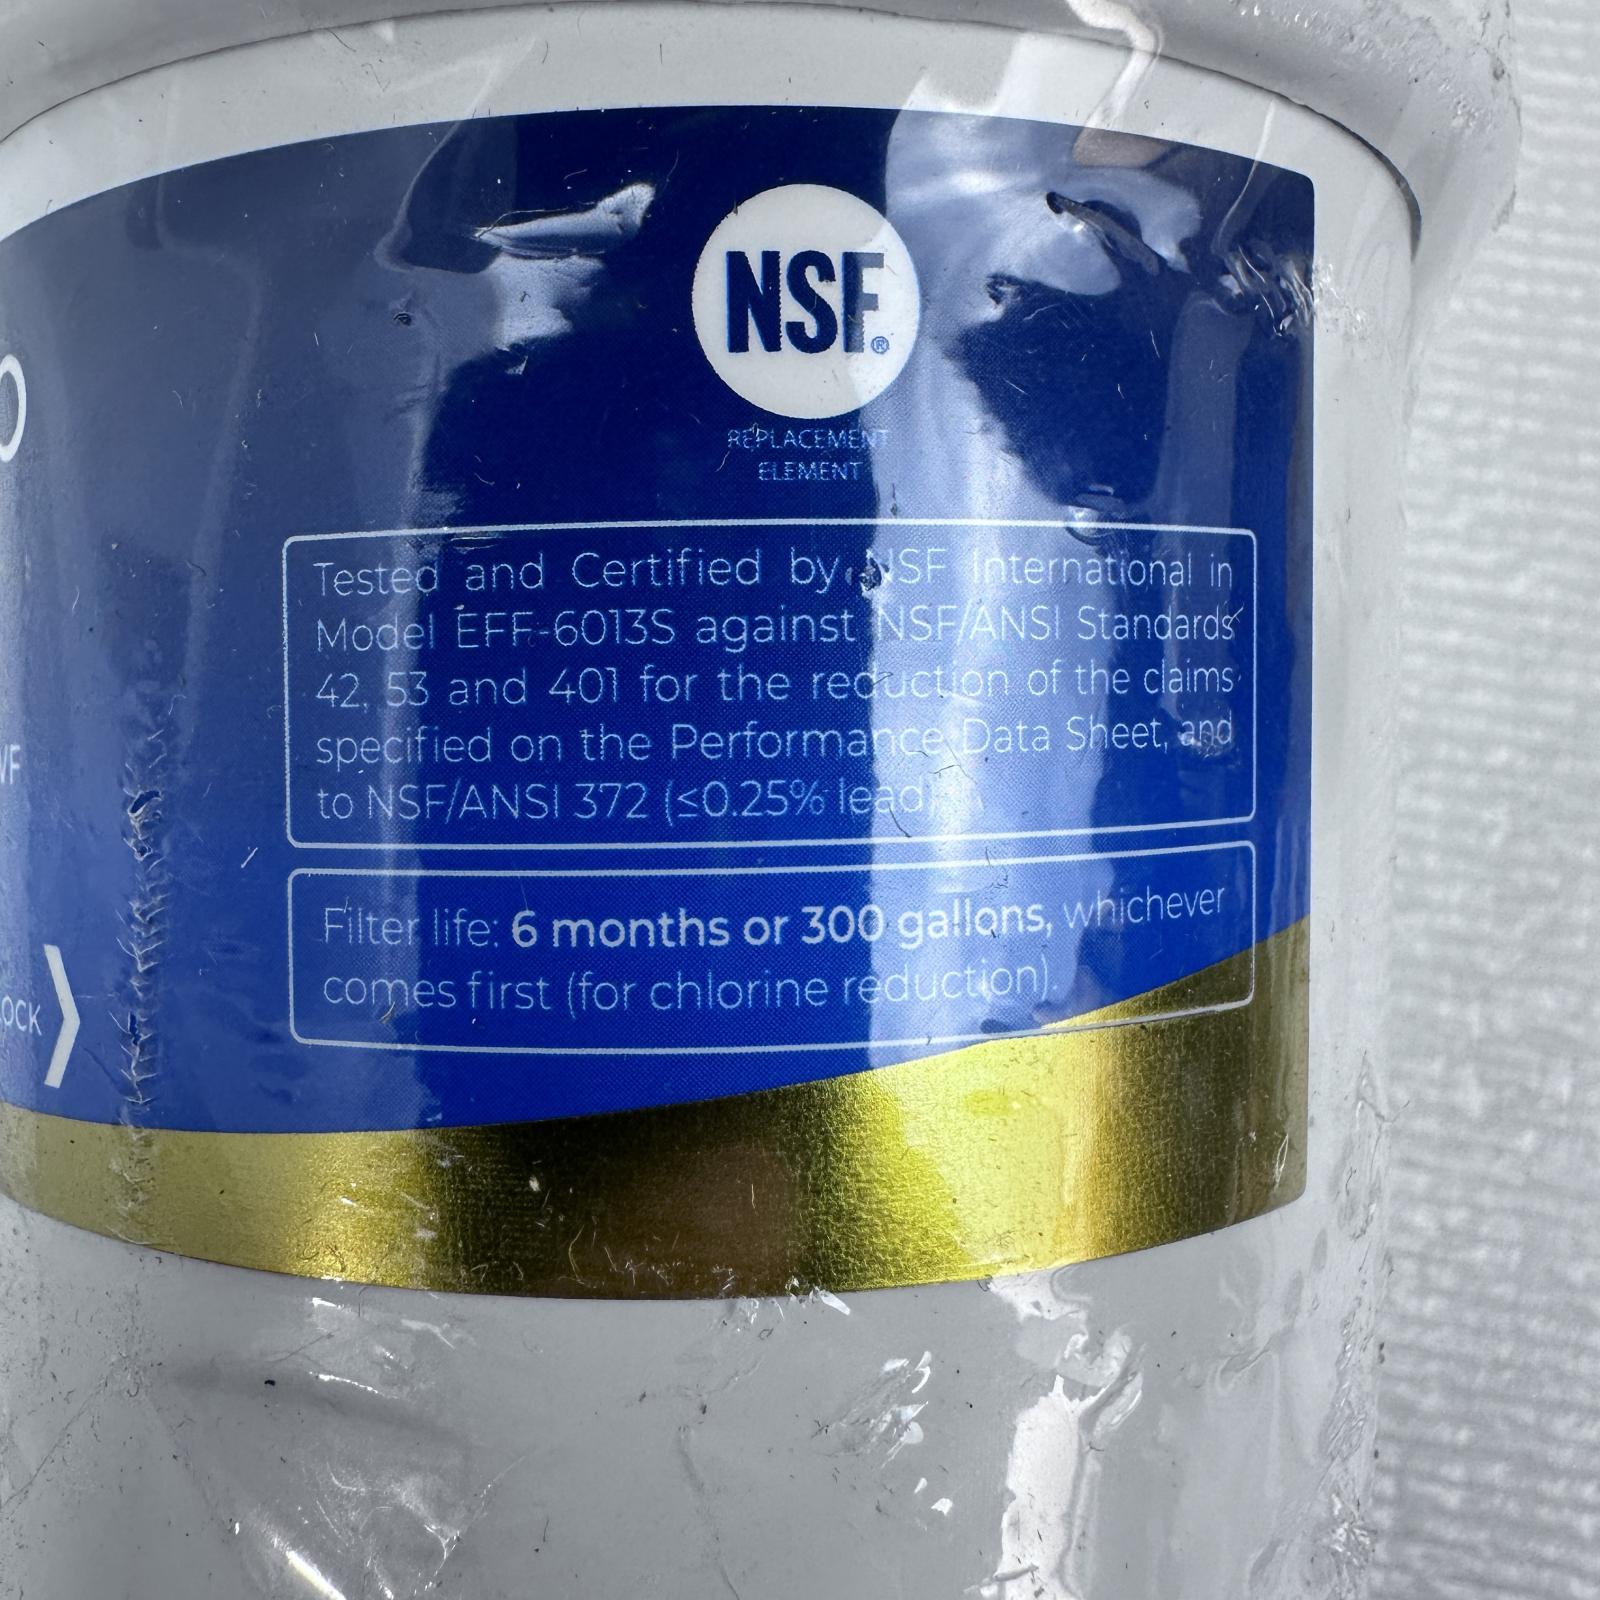 NSF®
REPLACEMENT
ELEMENT
Tested and Certified by NSF International in
Model EFF-6013S against NSF/ANSI Standards
42, 53 and 401 for the reduction of the claims
specified on the Performance Data Sheet, and
to NSF/ANSI 372 (≤0.25% lead).
Filter life: 6 months or 300 gallons, whichever
comes first (for chlorine reduction).